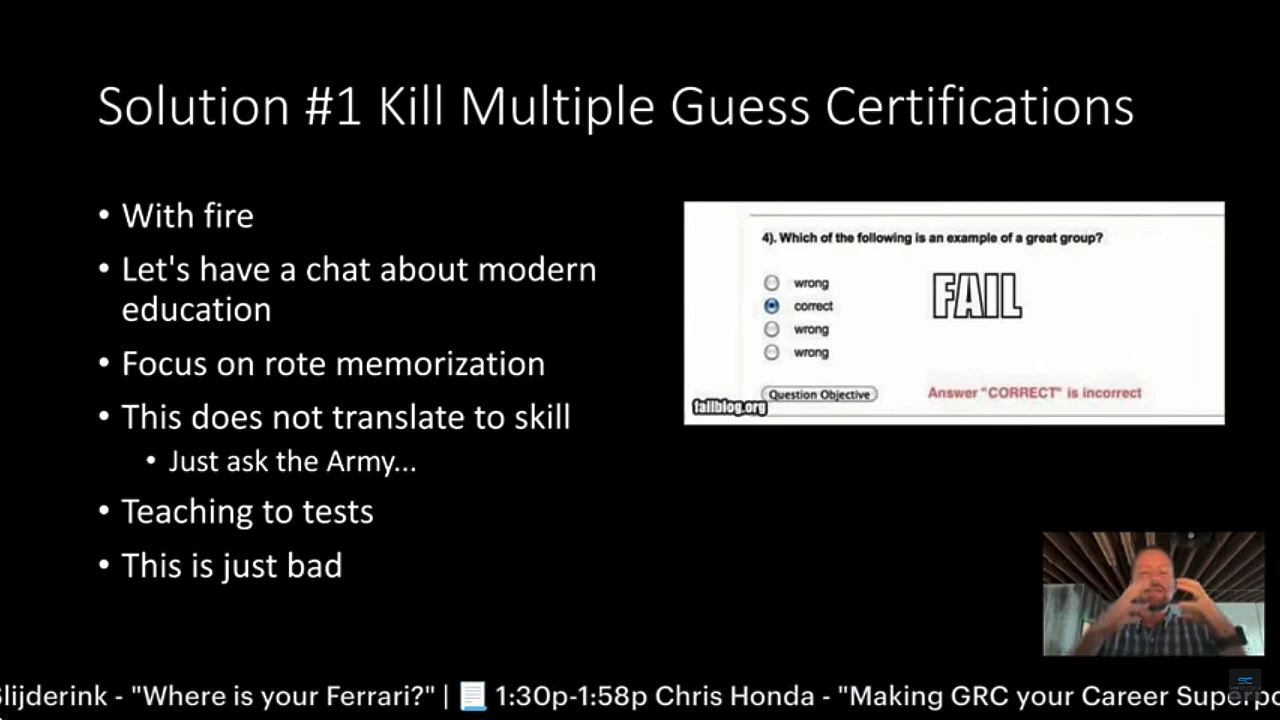 Solution #1 Kill Multiple Guess Certifications
• With fire
• Let's have a chat about modern
education
• Focus on rote memorization
• This does not translate to skill
• Just ask the Army...
• Teaching to tests
• This is just bad
4). Which of the following is an example of a great group?
wrong
correct
wrong
wrong
FAIL
Question Objective
Answer "CORRECT" is incorrect
failblog.org
lijderink - "Where is your Ferrari?" | 1:30p-1:58p Chris Honda - "Making GRC your Career Superpo
SC